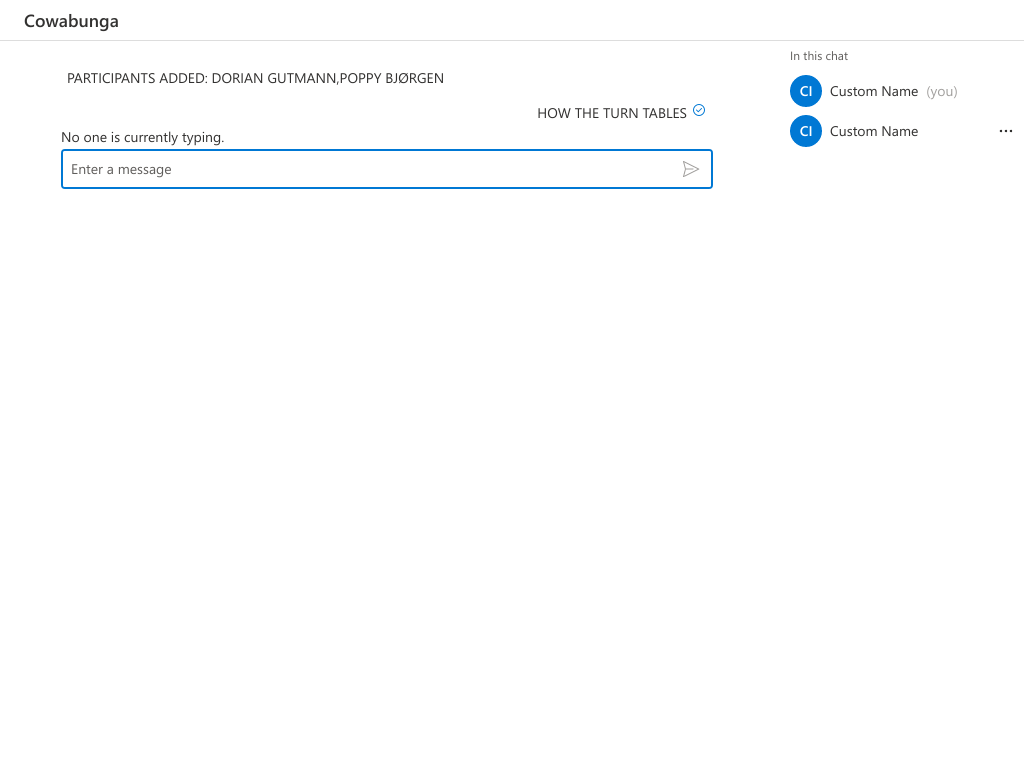 Cowabunga
In this chat
PARTICIPANTS ADDED: DORIAN GUTMANN,POPPY BJØRGEN
CI Custom Name (you)
HOW THE TURN TABLES
CI Custom Name
No one is currently typing.
Enter a message